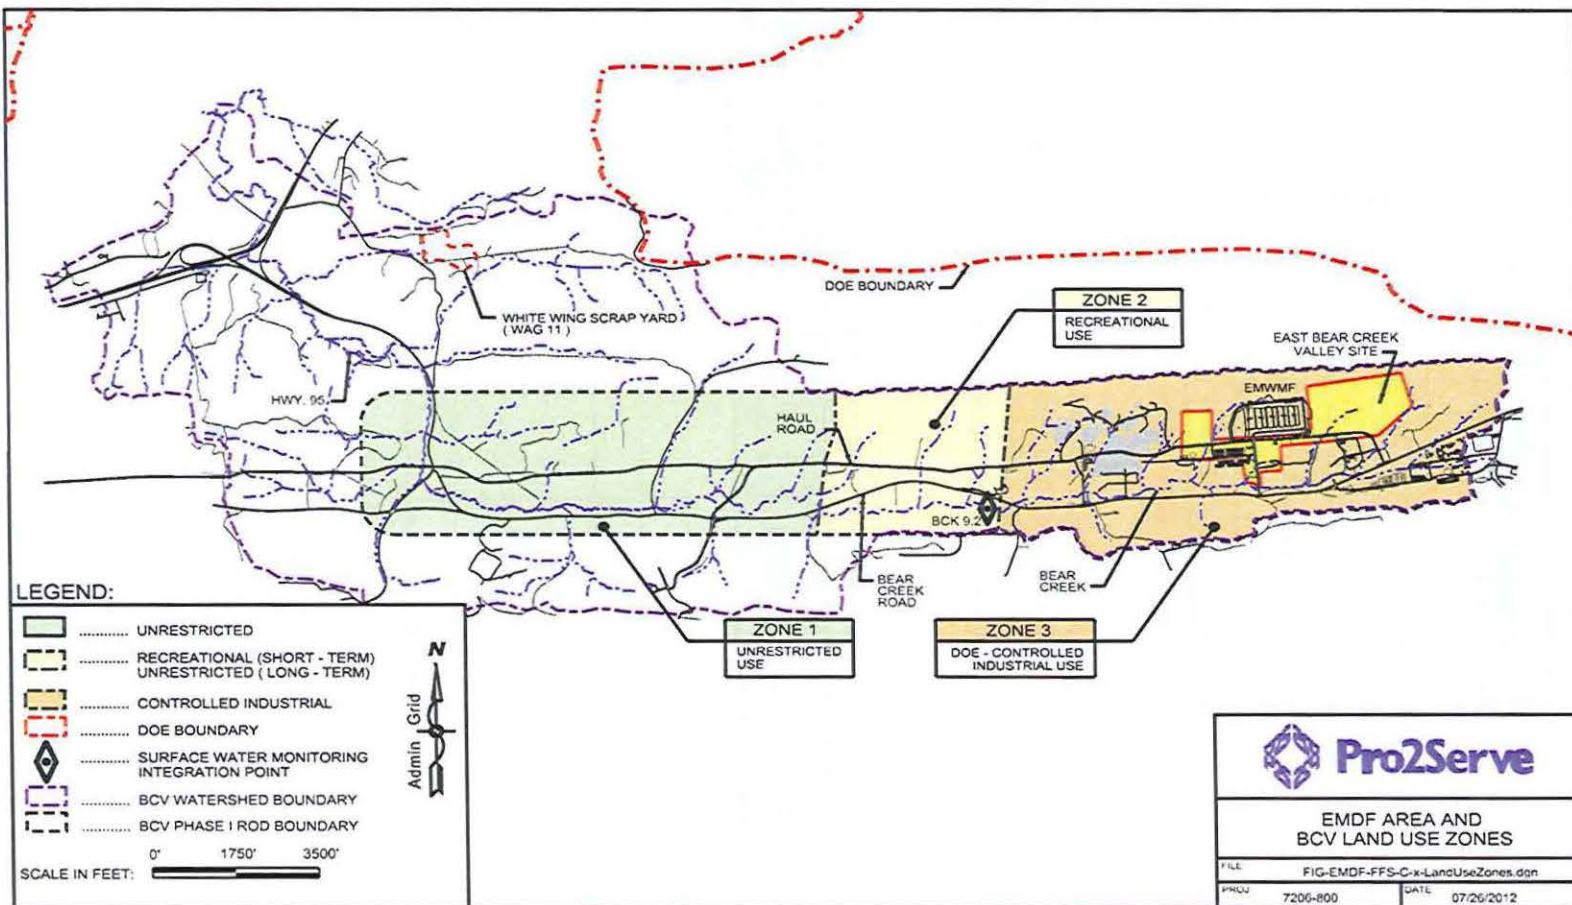 DOE BOUNDARY
ZONE 2
RECREATIONAL
USE
EAST BEAR CREEK
VALLEY SITE
WHITE WING SCRAP YARD
( WAG 11 )
EMWMF
HWY. 95
HAUL
ROAD
BCK 9.2
BEAR
CREEK
ROAD
BEAR
CREEK
ZONE 1
UNRESTRICTED
USE
ZONE 3
DOE - CONTROLLED
INDUSTRIAL USE
LEGEND:
UNRESTRICTED
RECREATIONAL (SHORT - TERM)
UNRESTRICTED ( LONG - TERM)
CONTROLLED INDUSTRIAL
DOE BOUNDARY
SURFACE WATER MONITORING
INTEGRATION POINT
BCV WATERSHED BOUNDARY
BCV PHASE I ROD BOUNDARY
0' 1750' 3500'
SCALE IN FEET:
N
Admin Grid
Pro2Serve
EMDF AREA AND
BCV LAND USE ZONES
FILE FIG-EMDF-FFS-C-x-LandUseZones.dgn
PROJ 7206-800 DATE 07/26/2012